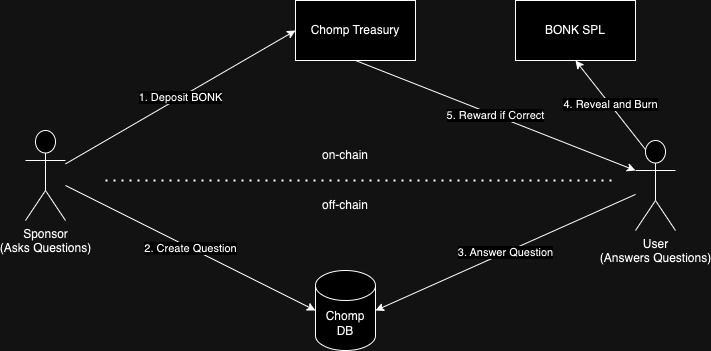 Chomp Treasury
BONK SPL
1. Deposit BONK
4. Reveal and Burn
5. Reward if Correct
on-chain
off-chain
Sponsor
(Asks Questions)
User
(Answers Questions)
2. Create Question
3. Answer Question
Chomp
DB